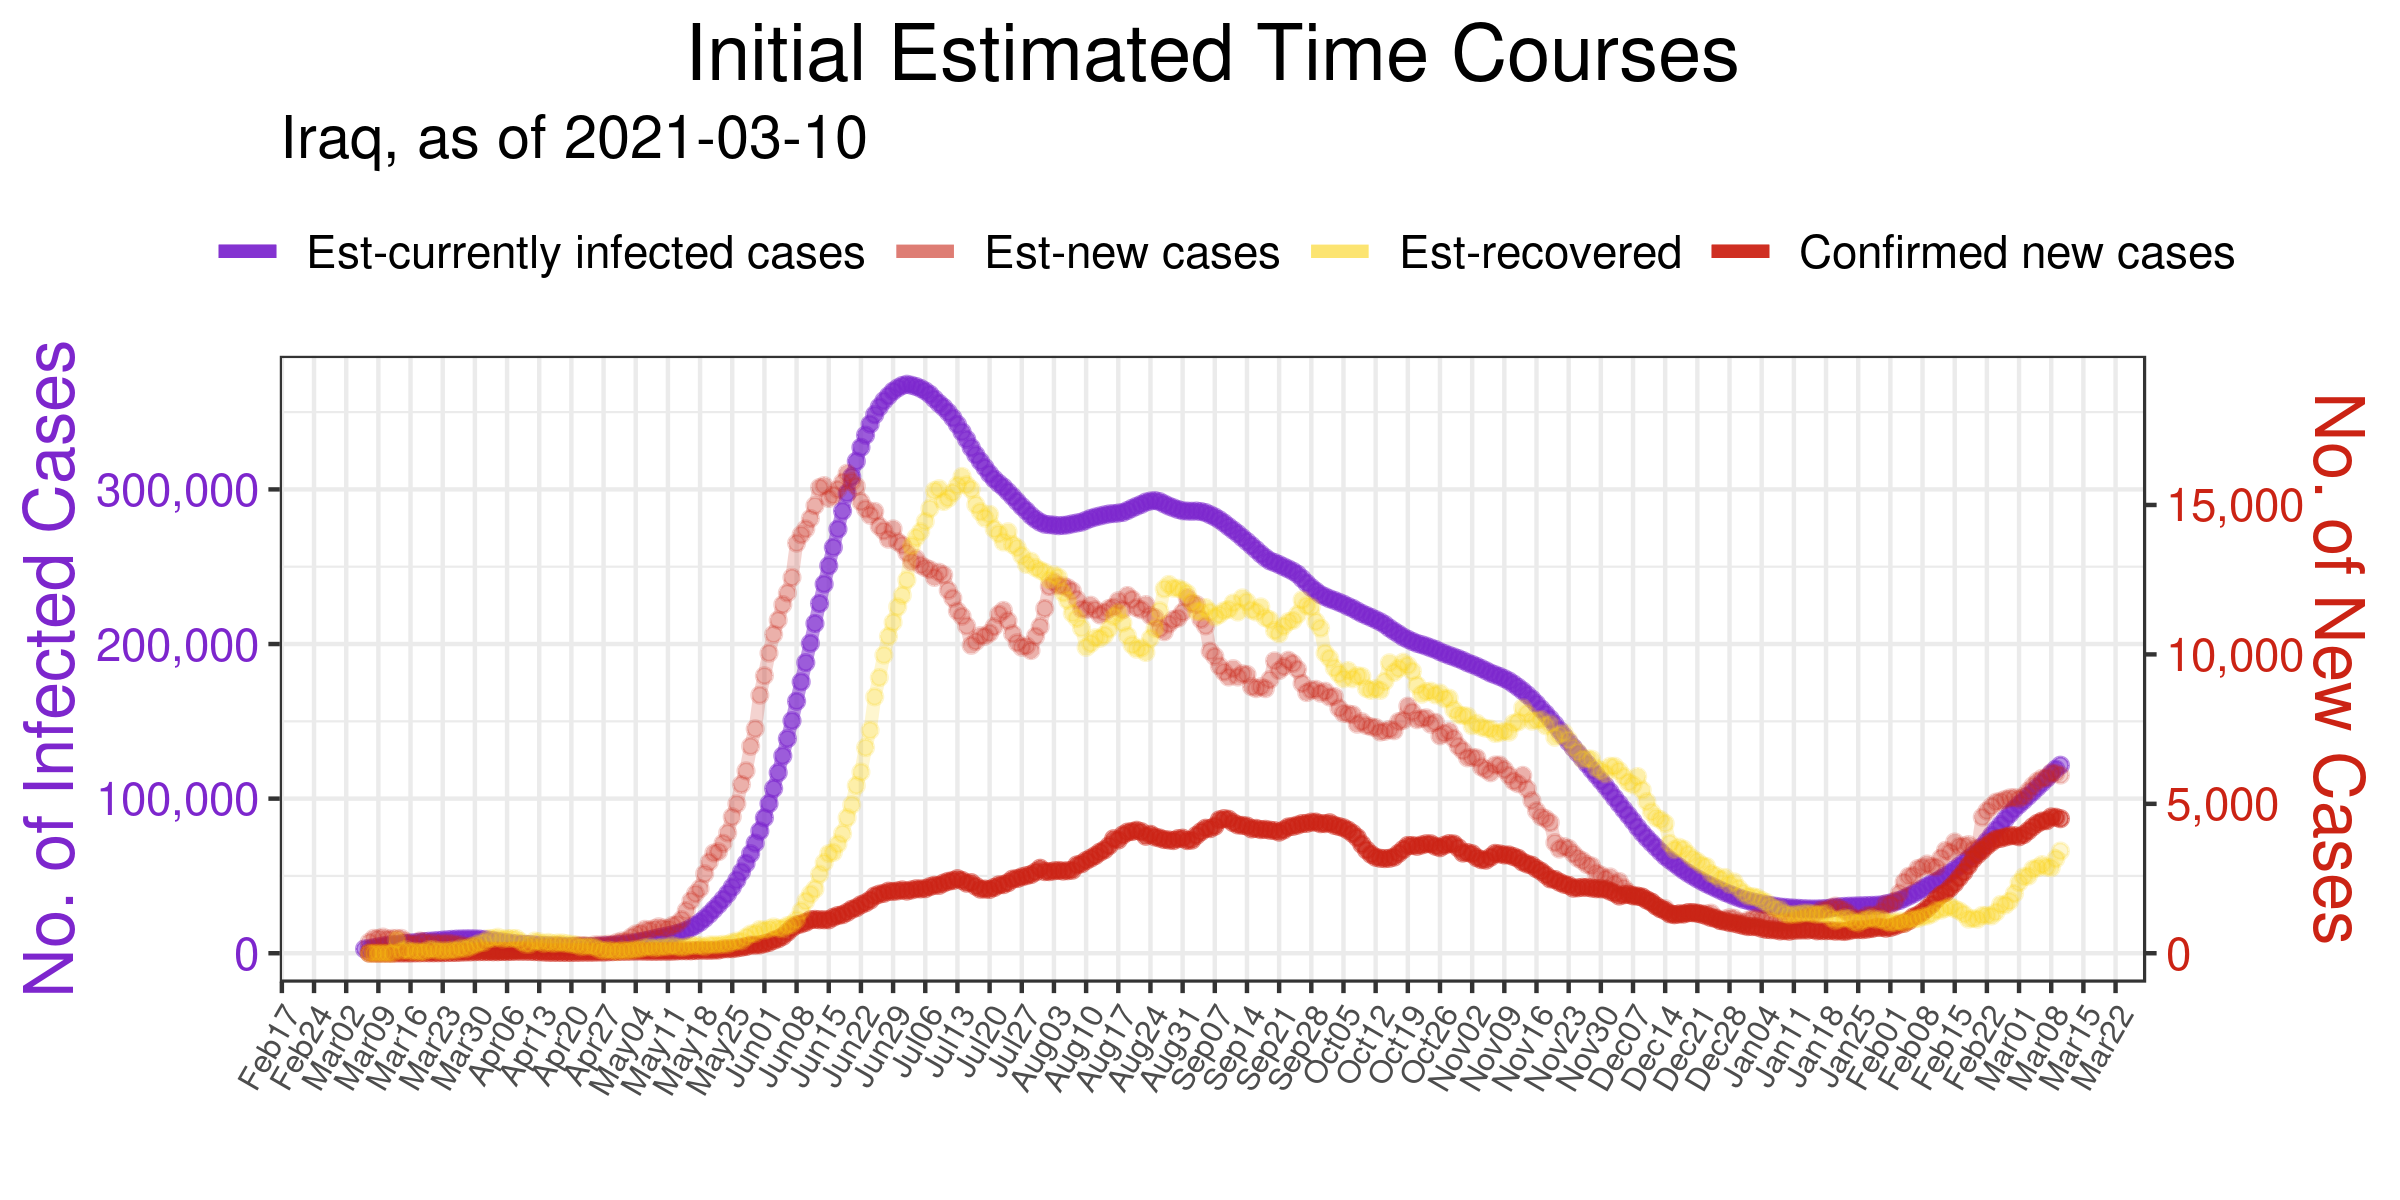 Initial Estimated Time Courses
Iraq, as of 2021-03-10
Est-currently infected cases
Est-new cases
Est-recovered
Confirmed new cases
No. of Infected Cases
300,000
200,000
100,000
0
No. of New Cases
15,000
10,000
5,000
0
Feb17
Feb24
Mar02
Mar09
Mar16
Mar23
Mar30
Apr06
Apr13
Apr20
Apr27
May04
May11
May18
May25
Jun01
Jun08
Jun15
Jun22
Jun29
Jul06
Jul13
Jul20
Jul27
Aug03
Aug10
Aug17
Aug24
Aug31
Sep07
Sep14
Sep21
Sep28
Oct05
Oct12
Oct19
Oct26
Nov02
Nov09
Nov16
Nov23
Nov30
Dec07
Dec14
Dec21
Dec28
Jan04
Jan11
Jan18
Jan25
Feb01
Feb08
Feb15
Feb22
Mar01
Mar08
Mar15
Mar22